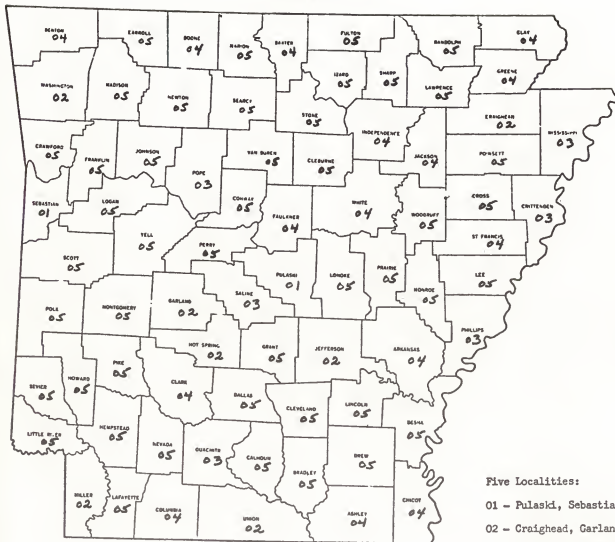 BENTON
04
CARROLL
05
BOONE
04
MARION
05
BAXTER
04
FULTON
05
RANDOLPH
05
CLAY
04
WASHINGTON
02
MADISON
05
NEWTON
05
SEARCY
05
IZARD
05
SHARP
05
LAWRENCE
05
GREENE
04
STONE
05
INDEPENDENCE
04
CRAIGHEAD
02
MISSISSIPPI
03
CRAWFORD
05
FRANKLIN
05
JOHNSON
05
POPE
03
VAN BUREN
05
CLEBURNE
05
JACKSON
04
POINSETT
05
SEBASTIAN
01
LOGAN
05
CONWAY
05
FAULKNER
04
WHITE
04
WOODRUFF
05
CROSS
05
CRITTENDEN
03
YELL
05
PERRY
05
ST FRANCIS
04
SCOTT
05
PULASKI
01
LONOKE
05
PRAIRIE
05
MONROE
05
LEE
05
POLK
05
MONTGOMERY
05
GARLAND
02
SALINE
03
PHILLIPS
03
HOT SPRING
02
GRANT
05
JEFFERSON
02
ARKANSAS
04
SEVIER
05
HOWARD
05
PIKE
05
CLARK
04
DALLAS
05
CLEVELAND
05
LINCOLN
05
DESHA
05
LITTLE RIVER
05
HEMPSTEAD
05
NEVADA
05
OUACHITA
03
CALHOUN
05
BRADLEY
05
DREW
05
MILLER
02
LAFAYETTE
05
COLUMBIA
04
UNION
02
ASHLEY
04
CHICOT
04
Five Localities:
01 - Pulaski, Sebastia
02 - Craighead, Garlan